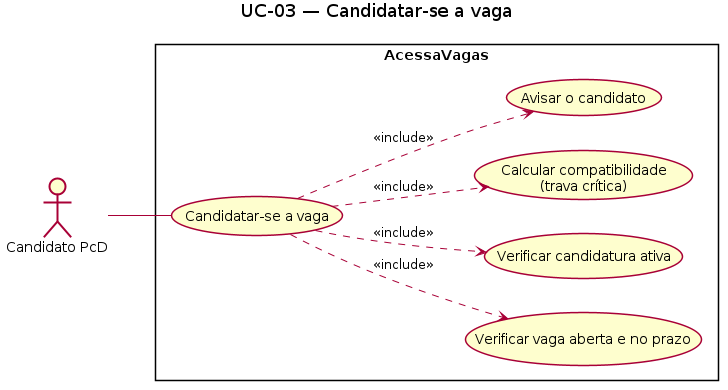 UC-03 — Candidatar-se a vaga
AcessaVagas
Avisar o candidato
«include»
Calcular compatibilidade
(trava crítica)
«include»
Candidatar-se a vaga
Candidato PcD
«include»
Verificar candidatura ativa
«include»
Verificar vaga aberta e no prazo